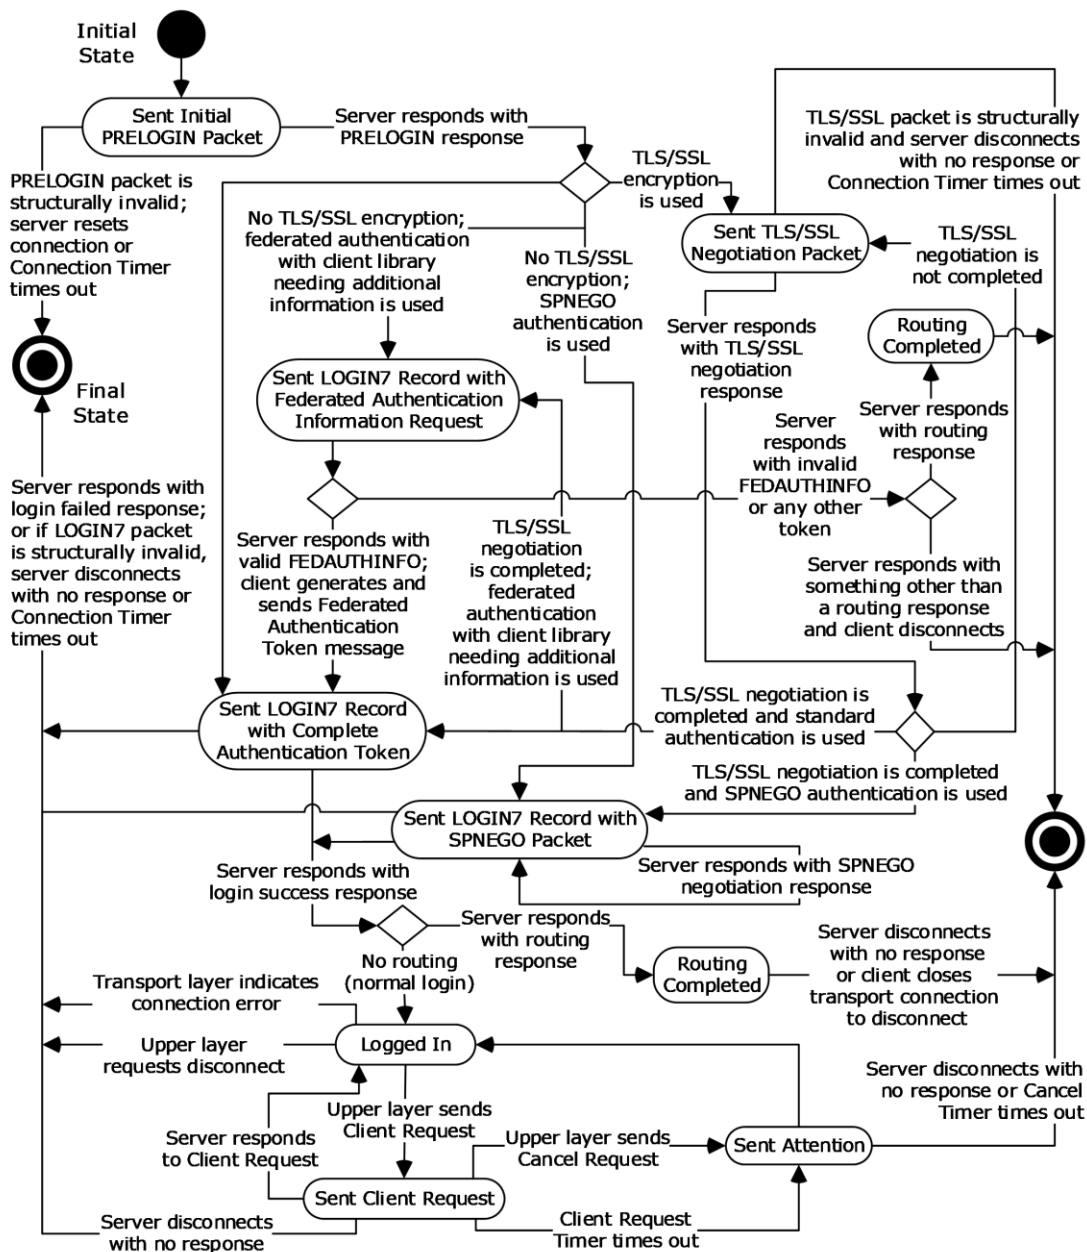 Initial
State
Sent Initial
PRELOGIN Packet
Server responds with
PRELOGIN response
TLS/SSL packet is structurally
invalid and server disconnects
with no response or
Connection Timer times out
PRELOGIN packet is
structurally invalid;
server resets
connection or
Connection Timer
times out
TLS/SSL
encryption
is used
No TLS/SSL encryption;
federated authentication
with client library
needing additional
information is used
No TLS/SSL
encryption;
SPNEGO
authentication
is used
Sent TLS/SSL
Negotiation Packet
TLS/SSL
negotiation is
not completed
Server responds
with TLS/SSL
negotiation
response
Routing
Completed
Final
State
Sent LOGIN7 Record with
Federated Authentication
Information Request
Server responds
with routing
response
Server
responds
with invalid
FEDAUTHINFO
or any other
token
Server responds with
login failed response;
or if LOGIN7 packet
is structurally invalid,
server disconnects
with no response or
Connection Timer
times out
Server responds with
valid FEDAUTHINFO;
client generates and
sends Federated
Authentication
Token message
TLS/SSL
negotiation
is completed;
federated
authentication
with client library
needing additional
information is used
Server responds with
something other than
a routing response
and client disconnects
Sent LOGIN7 Record
with Complete
Authentication Token
TLS/SSL negotiation is
completed and standard
authentication is used
TLS/SSL negotiation is completed
and SPNEGO authentication is used
Sent LOGIN7 Record with
SPNEGO Packet
Server responds with SPNEGO
negotiation response
Server responds with
login success response
Server responds
with routing
response
Routing
Completed
Server disconnects
with no response
or client closes
transport connection
to disconnect
No routing
(normal login)
Transport layer indicates
connection error
Logged In
Upper layer
requests disconnect
Server disconnects with
no response or Cancel
Timer times out
Upper layer sends
Client Request
Server responds
to Client Request
Upper layer sends
Cancel Request
Sent Attention
Sent Client Request
Server disconnects
with no response
Client Request
Timer times out